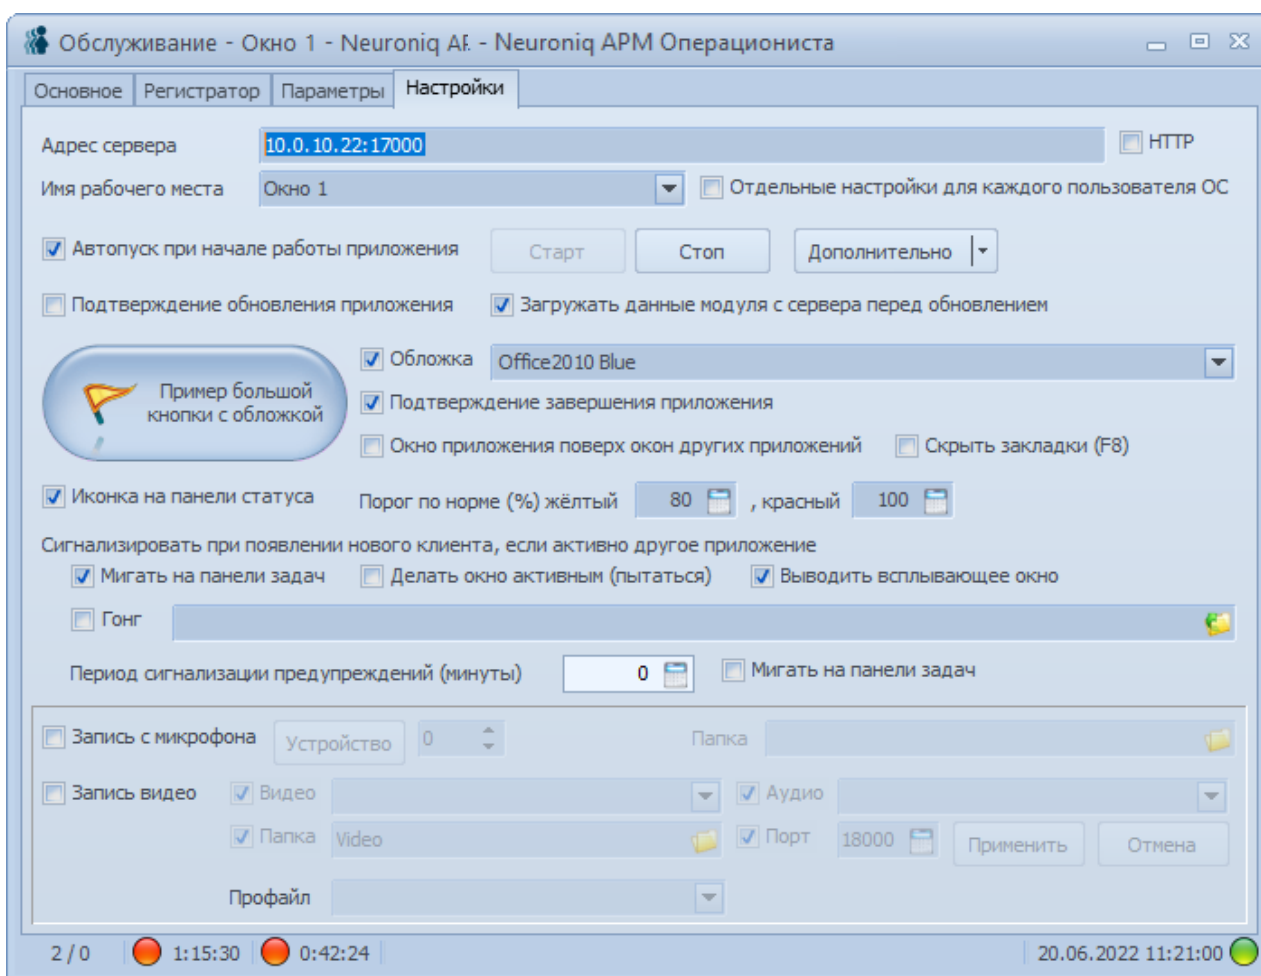 Обслуживание - Окно 1 - Neuroniq АР - Neuroniq АРМ Операциониста
Основное Регистратор Параметры Настройки
Адрес сервера 10.0.10.22:17000 HTTP
Имя рабочего места Окно 1 Отдельные настройки для каждого пользователя ОС
Автопуск при начале работы приложения Старт Стоп Дополнительно
Подтверждение обновления приложения Загружать данные модуля с сервера перед обновлением
Обложка Office2010 Blue
Пример большой
кнопки с обложкой
Подтверждение завершения приложения
Окно приложения поверх окон других приложений Скрыть закладки (F8)
Иконка на панели статуса Порог по норме (%) жёлтый 80 , красный 100
Сигнализировать при появлении нового клиента, если активно другое приложение
Мигать на панели задач Делать окно активным (пытаться) Выводить всплывающее окно
Гонг
Период сигнализации предупреждений (минуты) 0 Мигать на панели задач
Запись с микрофона Устройство 0 Папка
Запись видео Видео Аудио
Папка Video Порт 18000 Применить Отмена
Профайл
2 / 0 1:15:30 0:42:24 20.06.2022 11:21:00